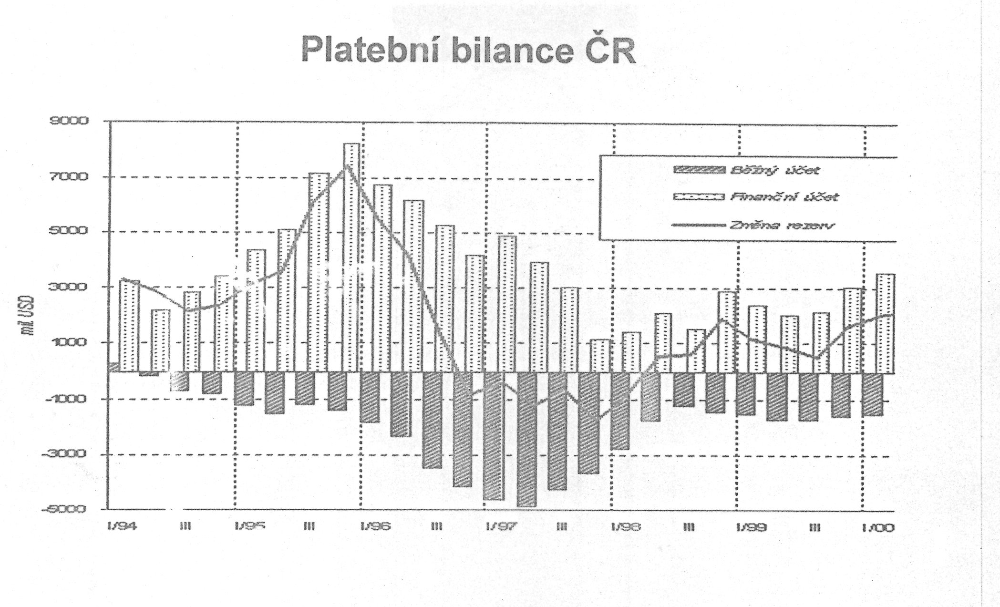 Platební bilance ČR
9000
7000
5000
3000
1000
-1000
-3000
-5000
mil. USD
Běžný účet
Finanční účet
Změna rezerv
I/94 III I/95 III I/96 III I/97 III I/98 III I/99 III I/00